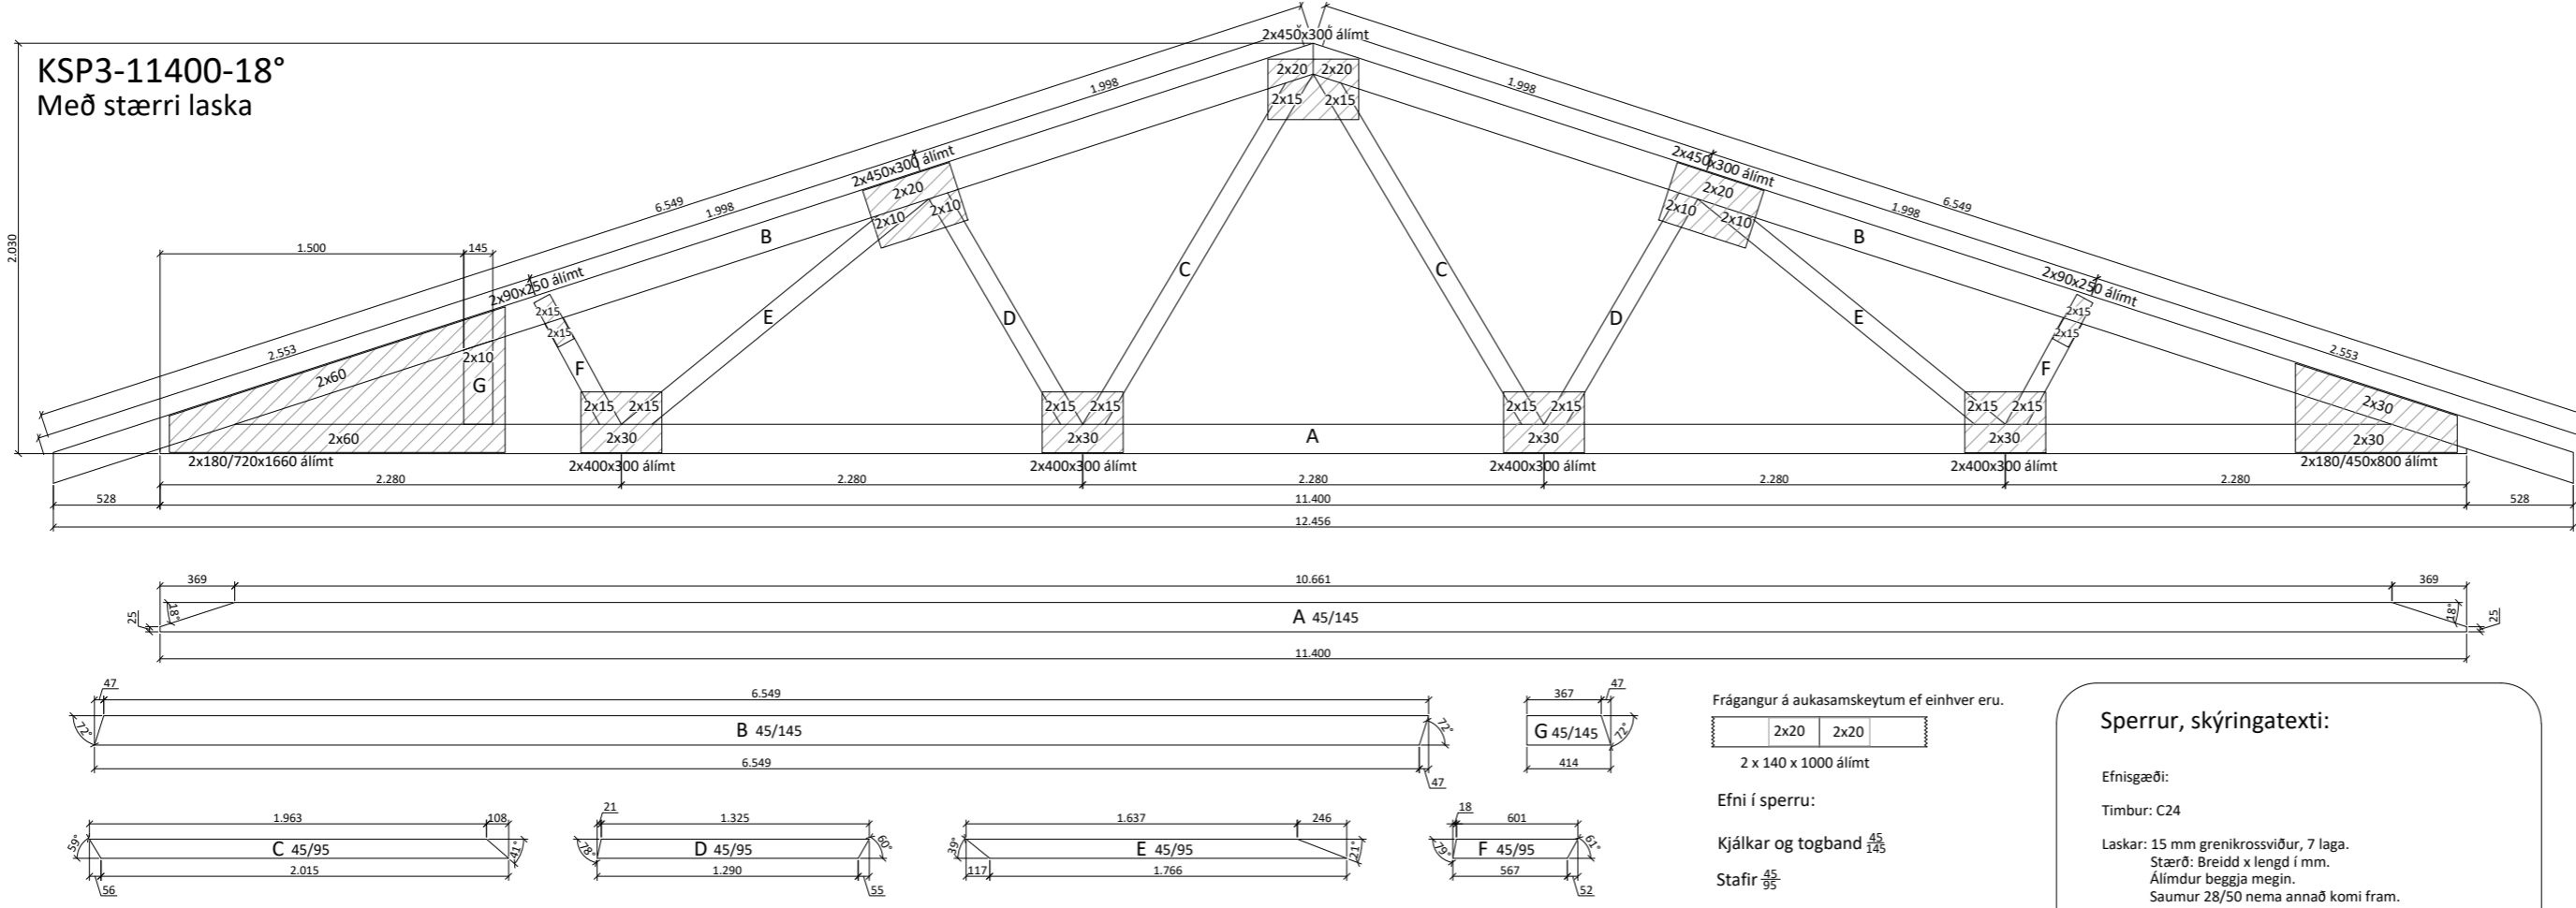 KSP3-11400-18°
Með stærri laska
2x450x300 álímt
2x20 2x20
2x15 2x15
1.998
1.998
2x450x300 álímt
2x20
2x10 2x10
2x450x300 álímt
2x20
2x10 2x10
6.549
1.998
1.998
6.549
2.030
1.500
145
B
B
2x90x250 álímt
2x15
2x15
2x90x250 álímt
2x15
2x15
C
C
E
D
D
E
2.553
2.553
2x60
2x10
G
F
F
2x30
2x15 2x15
2x15 2x15
2x15 2x15
2x15 2x15
2x60
2x30
2x30
A
2x30
2x30
2x30
2x180/720x1660 álímt
2x400x300 álímt
2x400x300 álímt
2x400x300 álímt
2x400x300 álímt
2x180/450x800 álímt
2.280
2.280
2.280
2.280
2.280
528
11.400
528
12.456
369
10.661
369
25
18°
A 45/145
18°
25
11.400
47
6.549
72°
B 45/145
72°
6.549
47
367
47
G 45/145
72°
414
Frágangur á aukasamskeytum ef einhver eru.
2x20 2x20
2 x 140 x 1000 álímt
Efni í sperru:
Kjálkar og togband 45/145
Stafir 45/95
1.963
108
59°
C 45/95
41°
56
2.015
21
1.325
78°
D 45/95
60°
1.290
55
1.637
246
39°
E 45/95
21°
117
1.766
18
601
79°
F 45/95
61°
567
52
Sperrur, skýringatexti:
Efnisgæði:
Timbur: C24
Laskar: 15 mm grenikrossviður, 7 laga.
Stærð: Breidd x lengd í mm.
Álímdur beggja megin.
Saumur 28/50 nema annað komi fram.